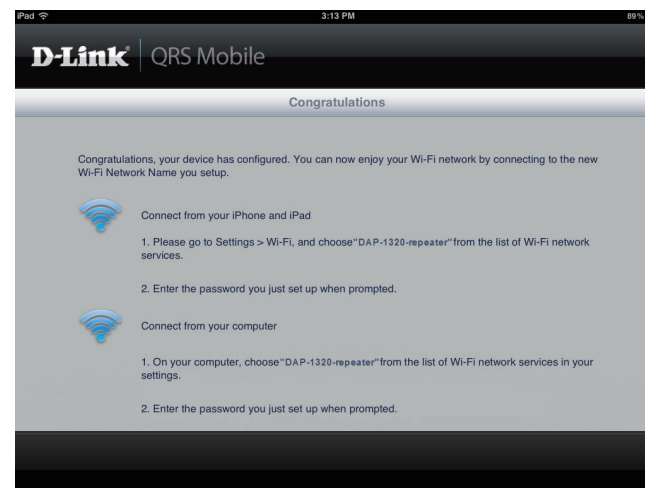 iPad 3:13 PM 89%
D-Link® QRS Mobile
Congratulations
Congratulations, your device has configured. You can now enjoy your Wi-Fi network by connecting to the new
Wi-Fi Network Name you setup.
Connect from your iPhone and iPad
1. Please go to Settings > Wi-Fi, and choose"DAP-1320-repeater"from the list of Wi-Fi network
services.
2. Enter the password you just set up when prompted.
Connect from your computer
1. On your computer, choose"DAP-1320-repeater"from the list of Wi-Fi network services in your
settings.
2. Enter the password you just set up when prompted.